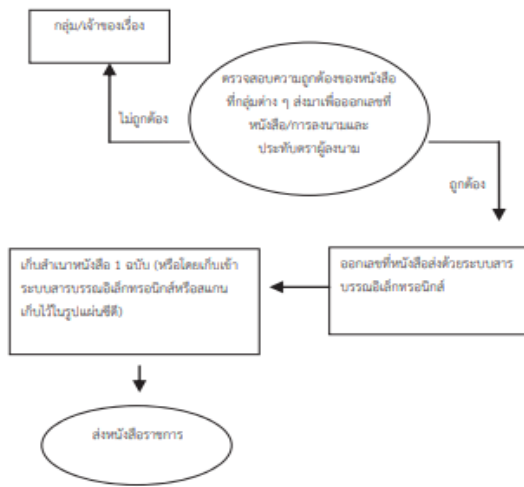 กลุ่ม/เจ้าของเรื่อง
ตรวจสอบความถูกต้องของหนังสือ
ที่กลุ่มต่าง ๆ ส่งมาเพื่อออกเลขที่
หนังสือ/การลงนามและ
ประทับตราผู้ลงนาม
ไม่ถูกต้อง
ถูกต้อง
ออกเลขที่หนังสือส่งด้วยระบบสาร
บรรณอิเล็กทรอนิกส์
เก็บสำเนาหนังสือ 1 ฉบับ (หรือโดยเก็บเข้า
ระบบสารบรรณอิเล็กทรอนิกส์หรือสแกน
เก็บไว้ในรูปแผ่นซีดี)
ส่งหนังสือราชการ